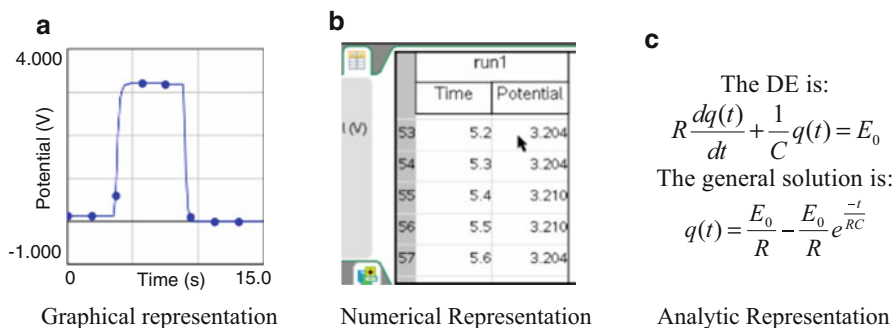 a
4.000
Potential (V)
-1.000
0
Time (s)
15.0
Graphical representation
b
run1
Time Potential
(V)
53 5.2 3.204
54 5.3 3.204
55 5.4 3.210
56 5.5 3.210
57 5.6 3.204
Numerical Representation
c
The DE is:
R dq(t)/dt + 1/C q(t) = E₀
The general solution is:
q(t) = E₀/R − E₀/R e^(−t/RC)
Analytic Representation